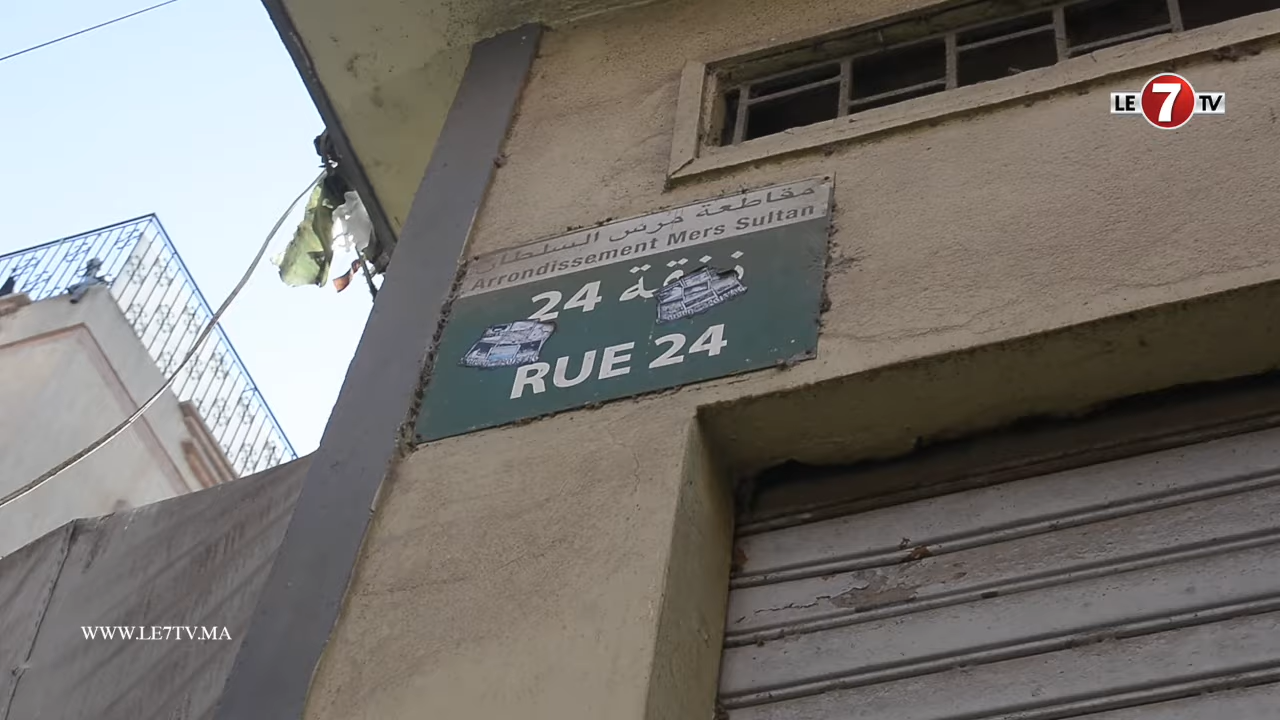 LE 7 TV
مقاطعة مرس السلطان
Arrondissement Mers Sultan
زنقة 24
RUE 24
WWW.LE7TV.MA